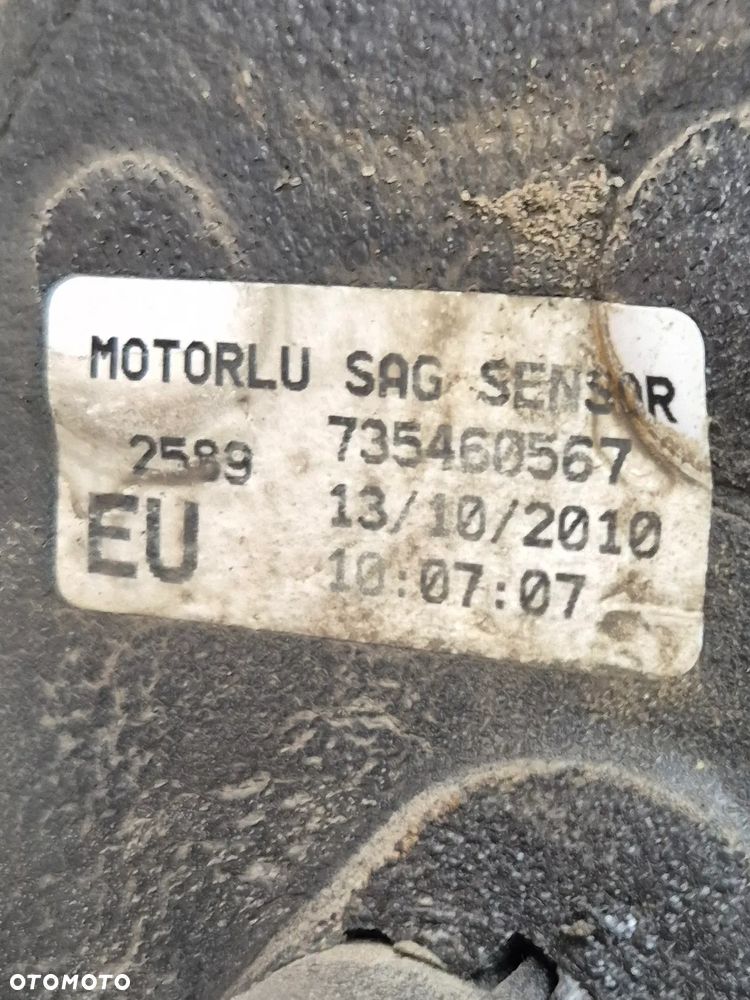 MOTORLU SAG SENSOR
2589 735460567
EU 13/10/2010
10:07:07
OTOMOTO